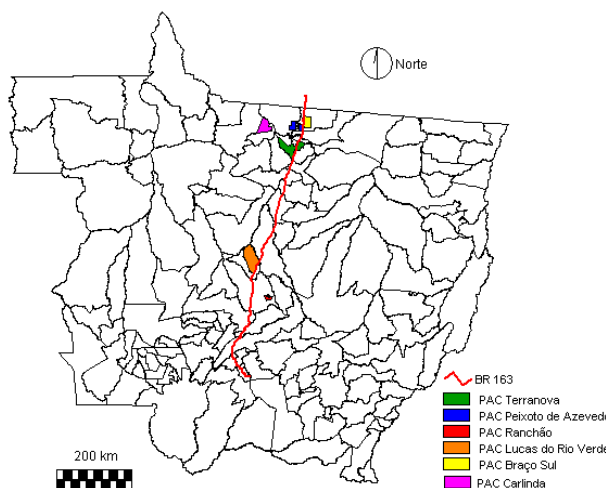 Norte
BR 163
PAC Terranova
PAC Peixoto de Azeved
PAC Ranchão
PAC Lucas do Rio Verde
PAC Braço Sul
PAC Carlinda
200 km